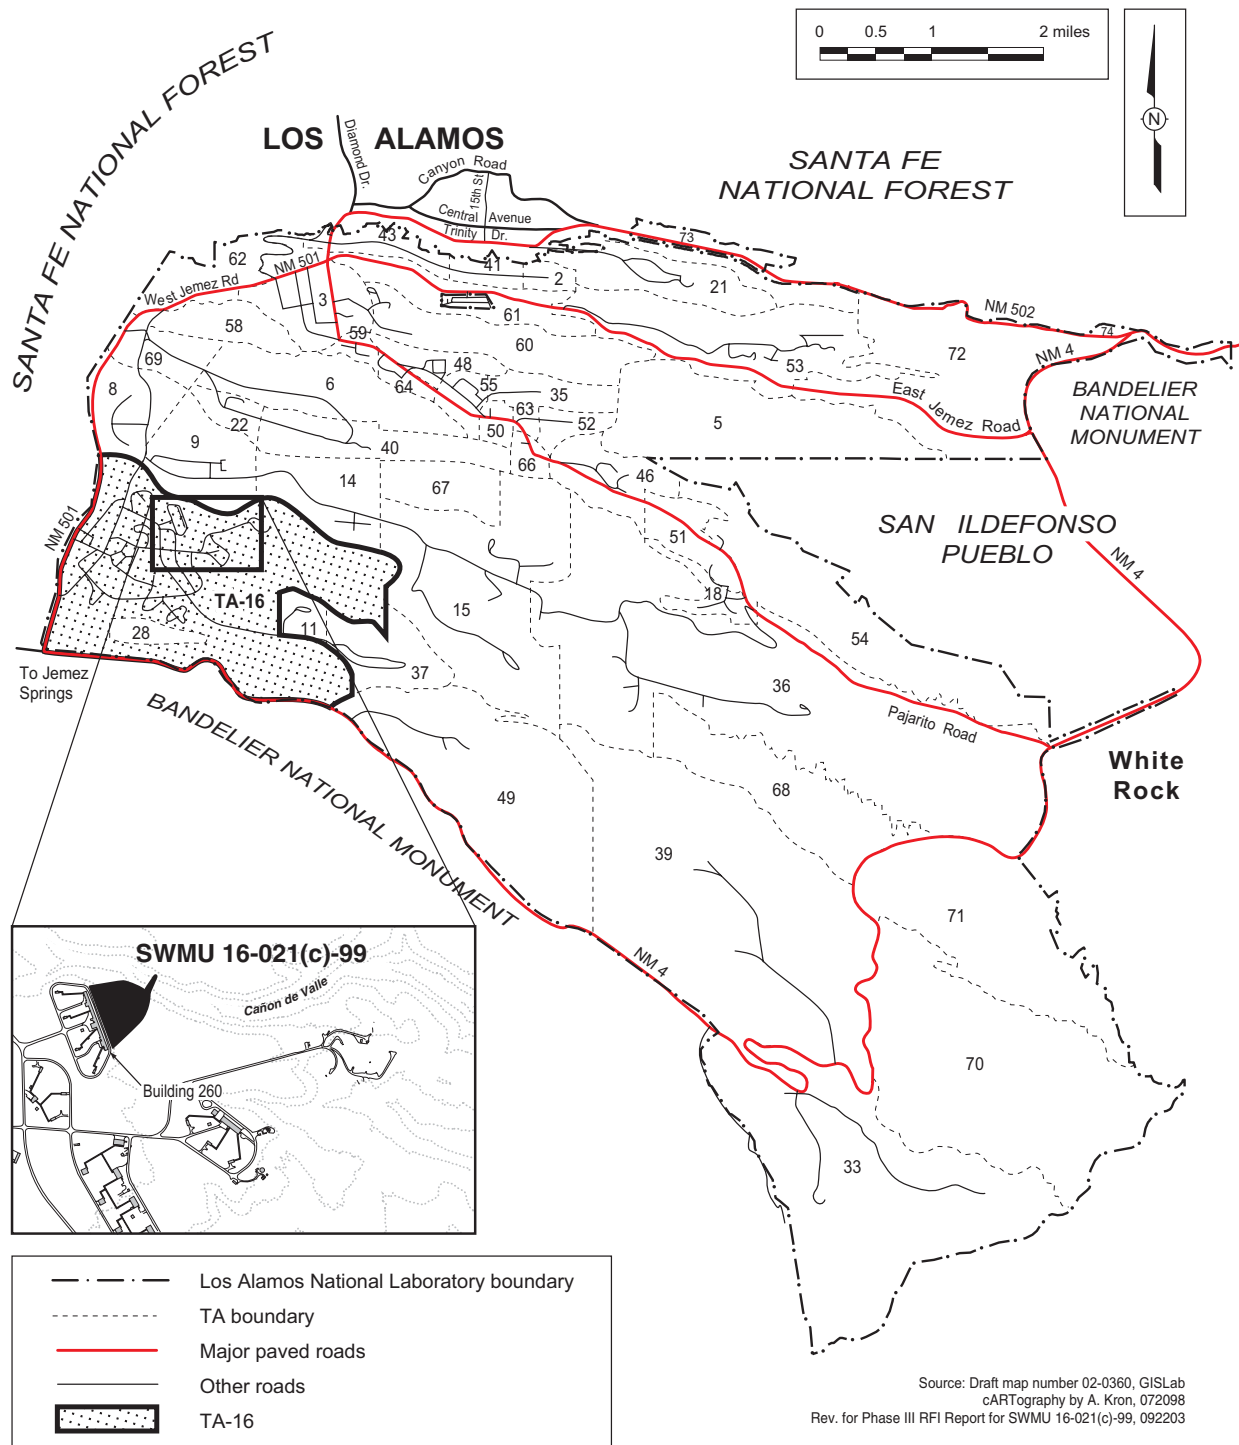 0 0.5 1 2 miles
N
SANTA FE NATIONAL FOREST
LOS ALAMOS
SANTA FE
NATIONAL FOREST
Diamond Dr.
Canyon Road
15th St
Central Avenue
Trinity Dr.
43
73
62
NM 501
41
2
21
West Jemez Rd
3
NM 502
58
59
61
60
74
72
NM 4
69
48
53
8
6
64
55
35
East Jemez Road
BANDELIER
NATIONAL
MONUMENT
22
63
5
9
50
52
40
66
14
67
46
NM 501
51
SAN ILDEFONSO
PUEBLO
NM 4
TA-16
15
18
28
11
54
To Jemez
Springs
37
36
Pajarito Road
BANDELIER NATIONAL MONUMENT
White
Rock
49
68
39
71
NM 4
70
33
SWMU 16-021(c)-99
Cañon de Valle
Building 260
Los Alamos National Laboratory boundary
TA boundary
Major paved roads
Other roads
TA-16
Source: Draft map number 02-0360, GISLab
cARTography by A. Kron, 072098
Rev. for Phase III RFI Report for SWMU 16-021(c)-99, 092203